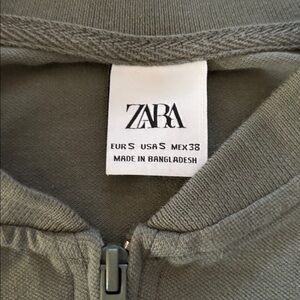 ZARA
EUR S USA S MEX 38
MADE IN BANGLADESH